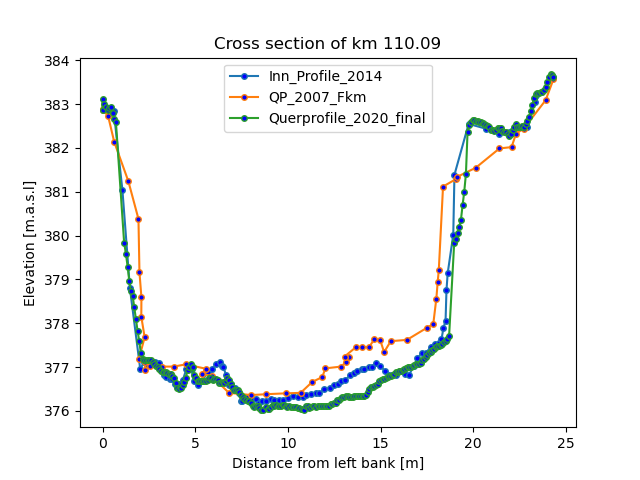 Cross section of km 110.09
Inn_Profile_2014
QP_2007_Fkm
Querprofile_2020_final
Elevation [m.a.s.l]
384
383
382
381
380
379
378
377
376
0 5 10 15 20 25
Distance from left bank [m]